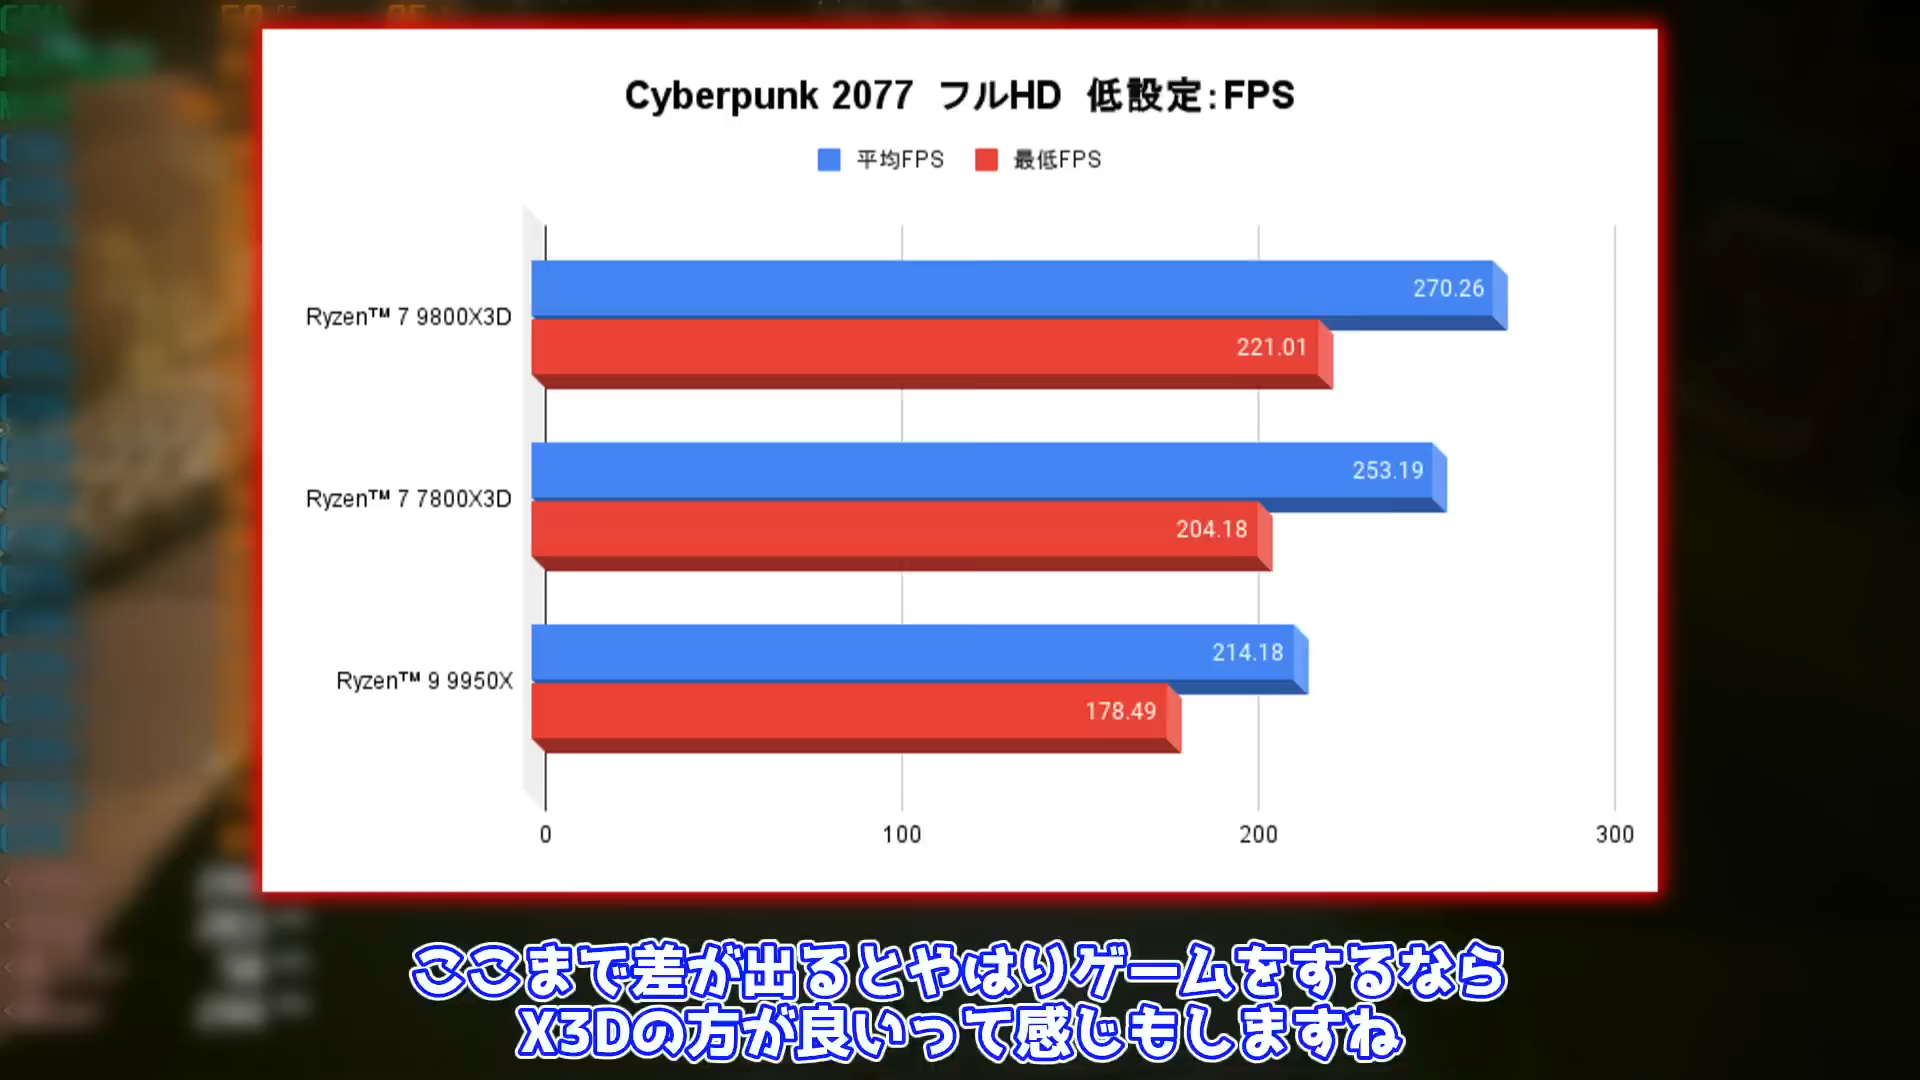 Cyberpunk 2077 フルHD 低設定:FPS
平均FPS 最低FPS
Ryzen™ 7 9800X3D
270.26
221.01
Ryzen™ 7 7800X3D
253.19
204.18
Ryzen™ 9 9950X
214.18
178.49
0 100 200 300
ここまで差が出るとやはりゲームをするなら
X3Dの方が良いって感じもしますね